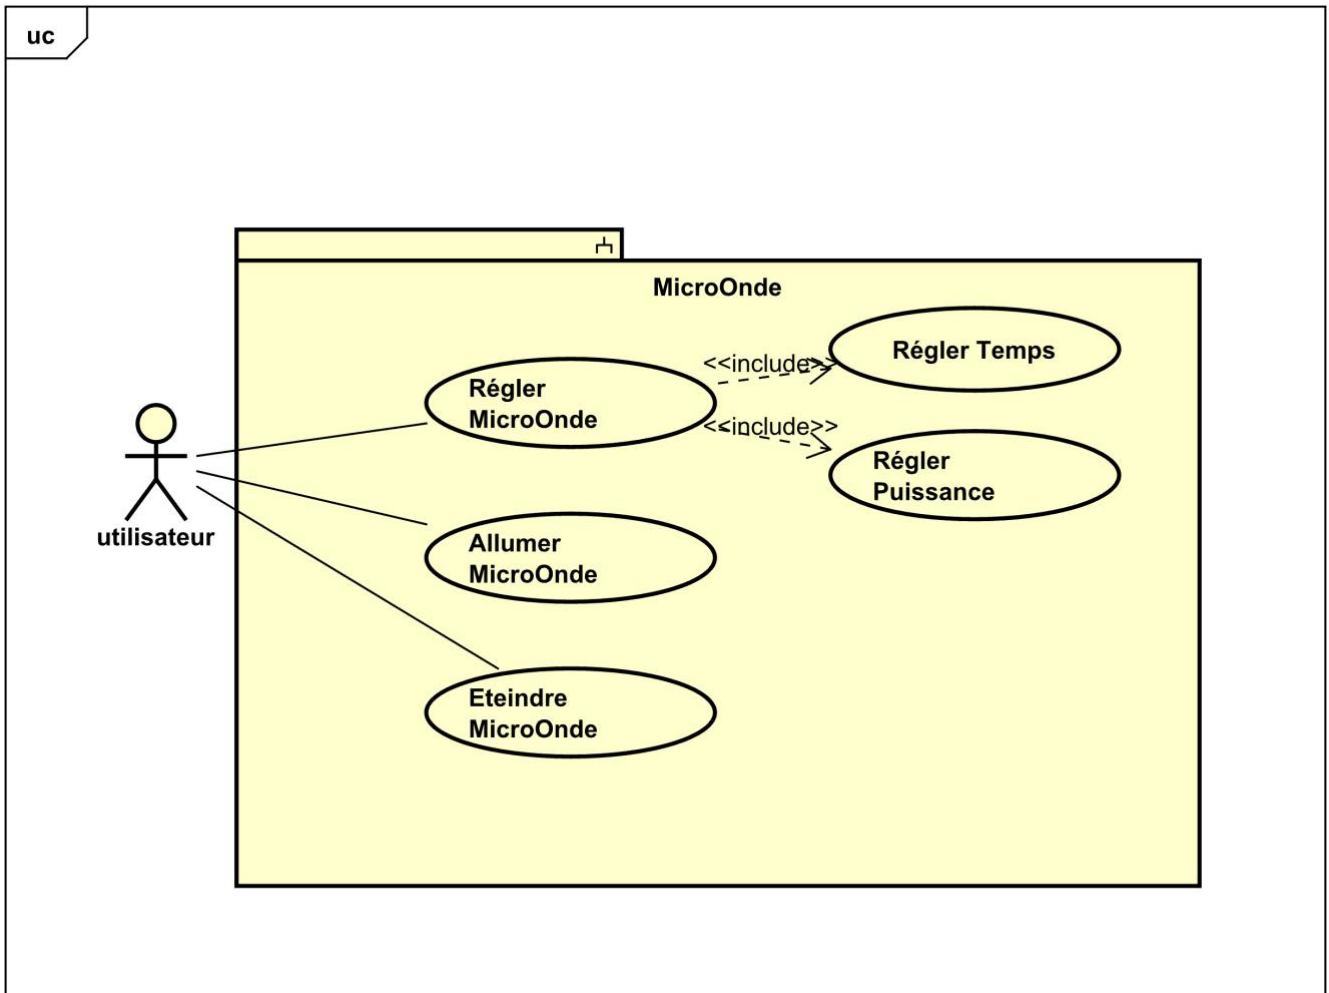 uc
MicroOnde
Régler
MicroOnde
<<include>>
Régler Temps
<<include>>
Régler
Puissance
utilisateur
Allumer
MicroOnde
Eteindre
MicroOnde